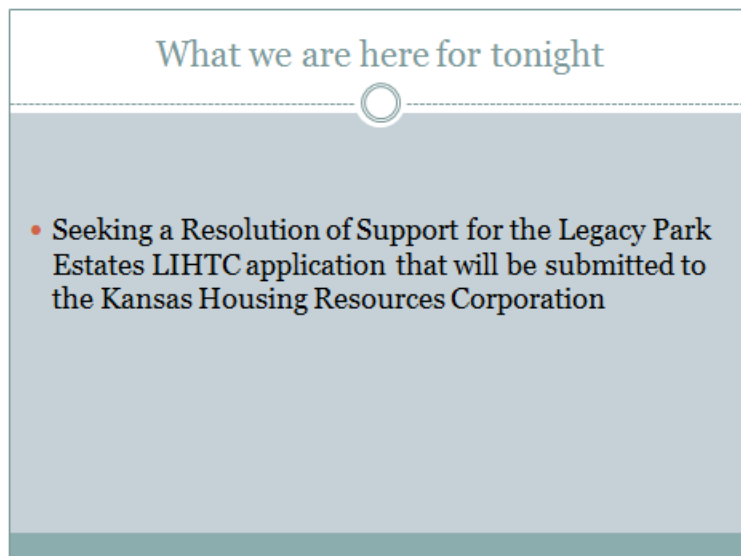 What we are here for tonight
• Seeking a Resolution of Support for the Legacy Park
Estates LIHTC application that will be submitted to
the Kansas Housing Resources Corporation